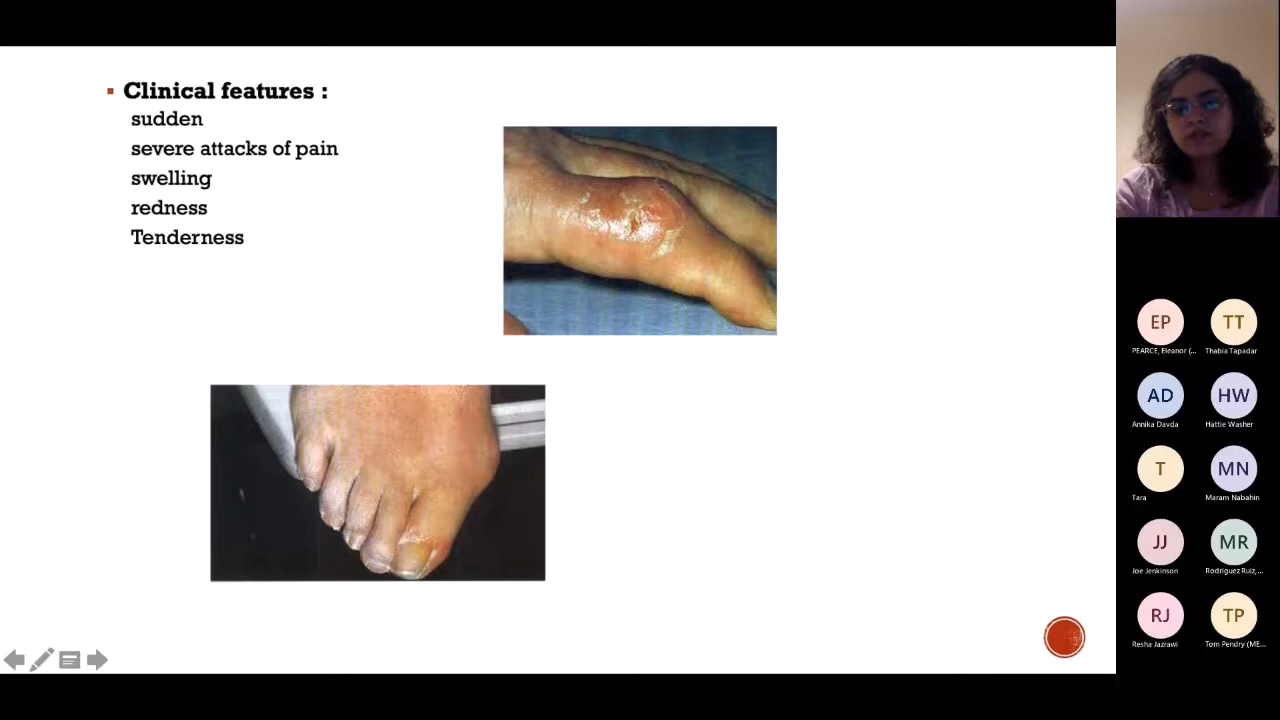 Clinical features :
sudden
severe attacks of pain
swelling
redness
Tenderness
EP
TT
PEARCE, Eleanor (...
Thabia Tapadar
AD
HW
Annika Davda
Hattie Washer
T
MN
Tara
Maram Nabahin
JJ
MR
Joe Jenkinson
Rodriguez Ruiz,...
RJ
TP
Resha Jazrawi
Tom Pendry (ME...